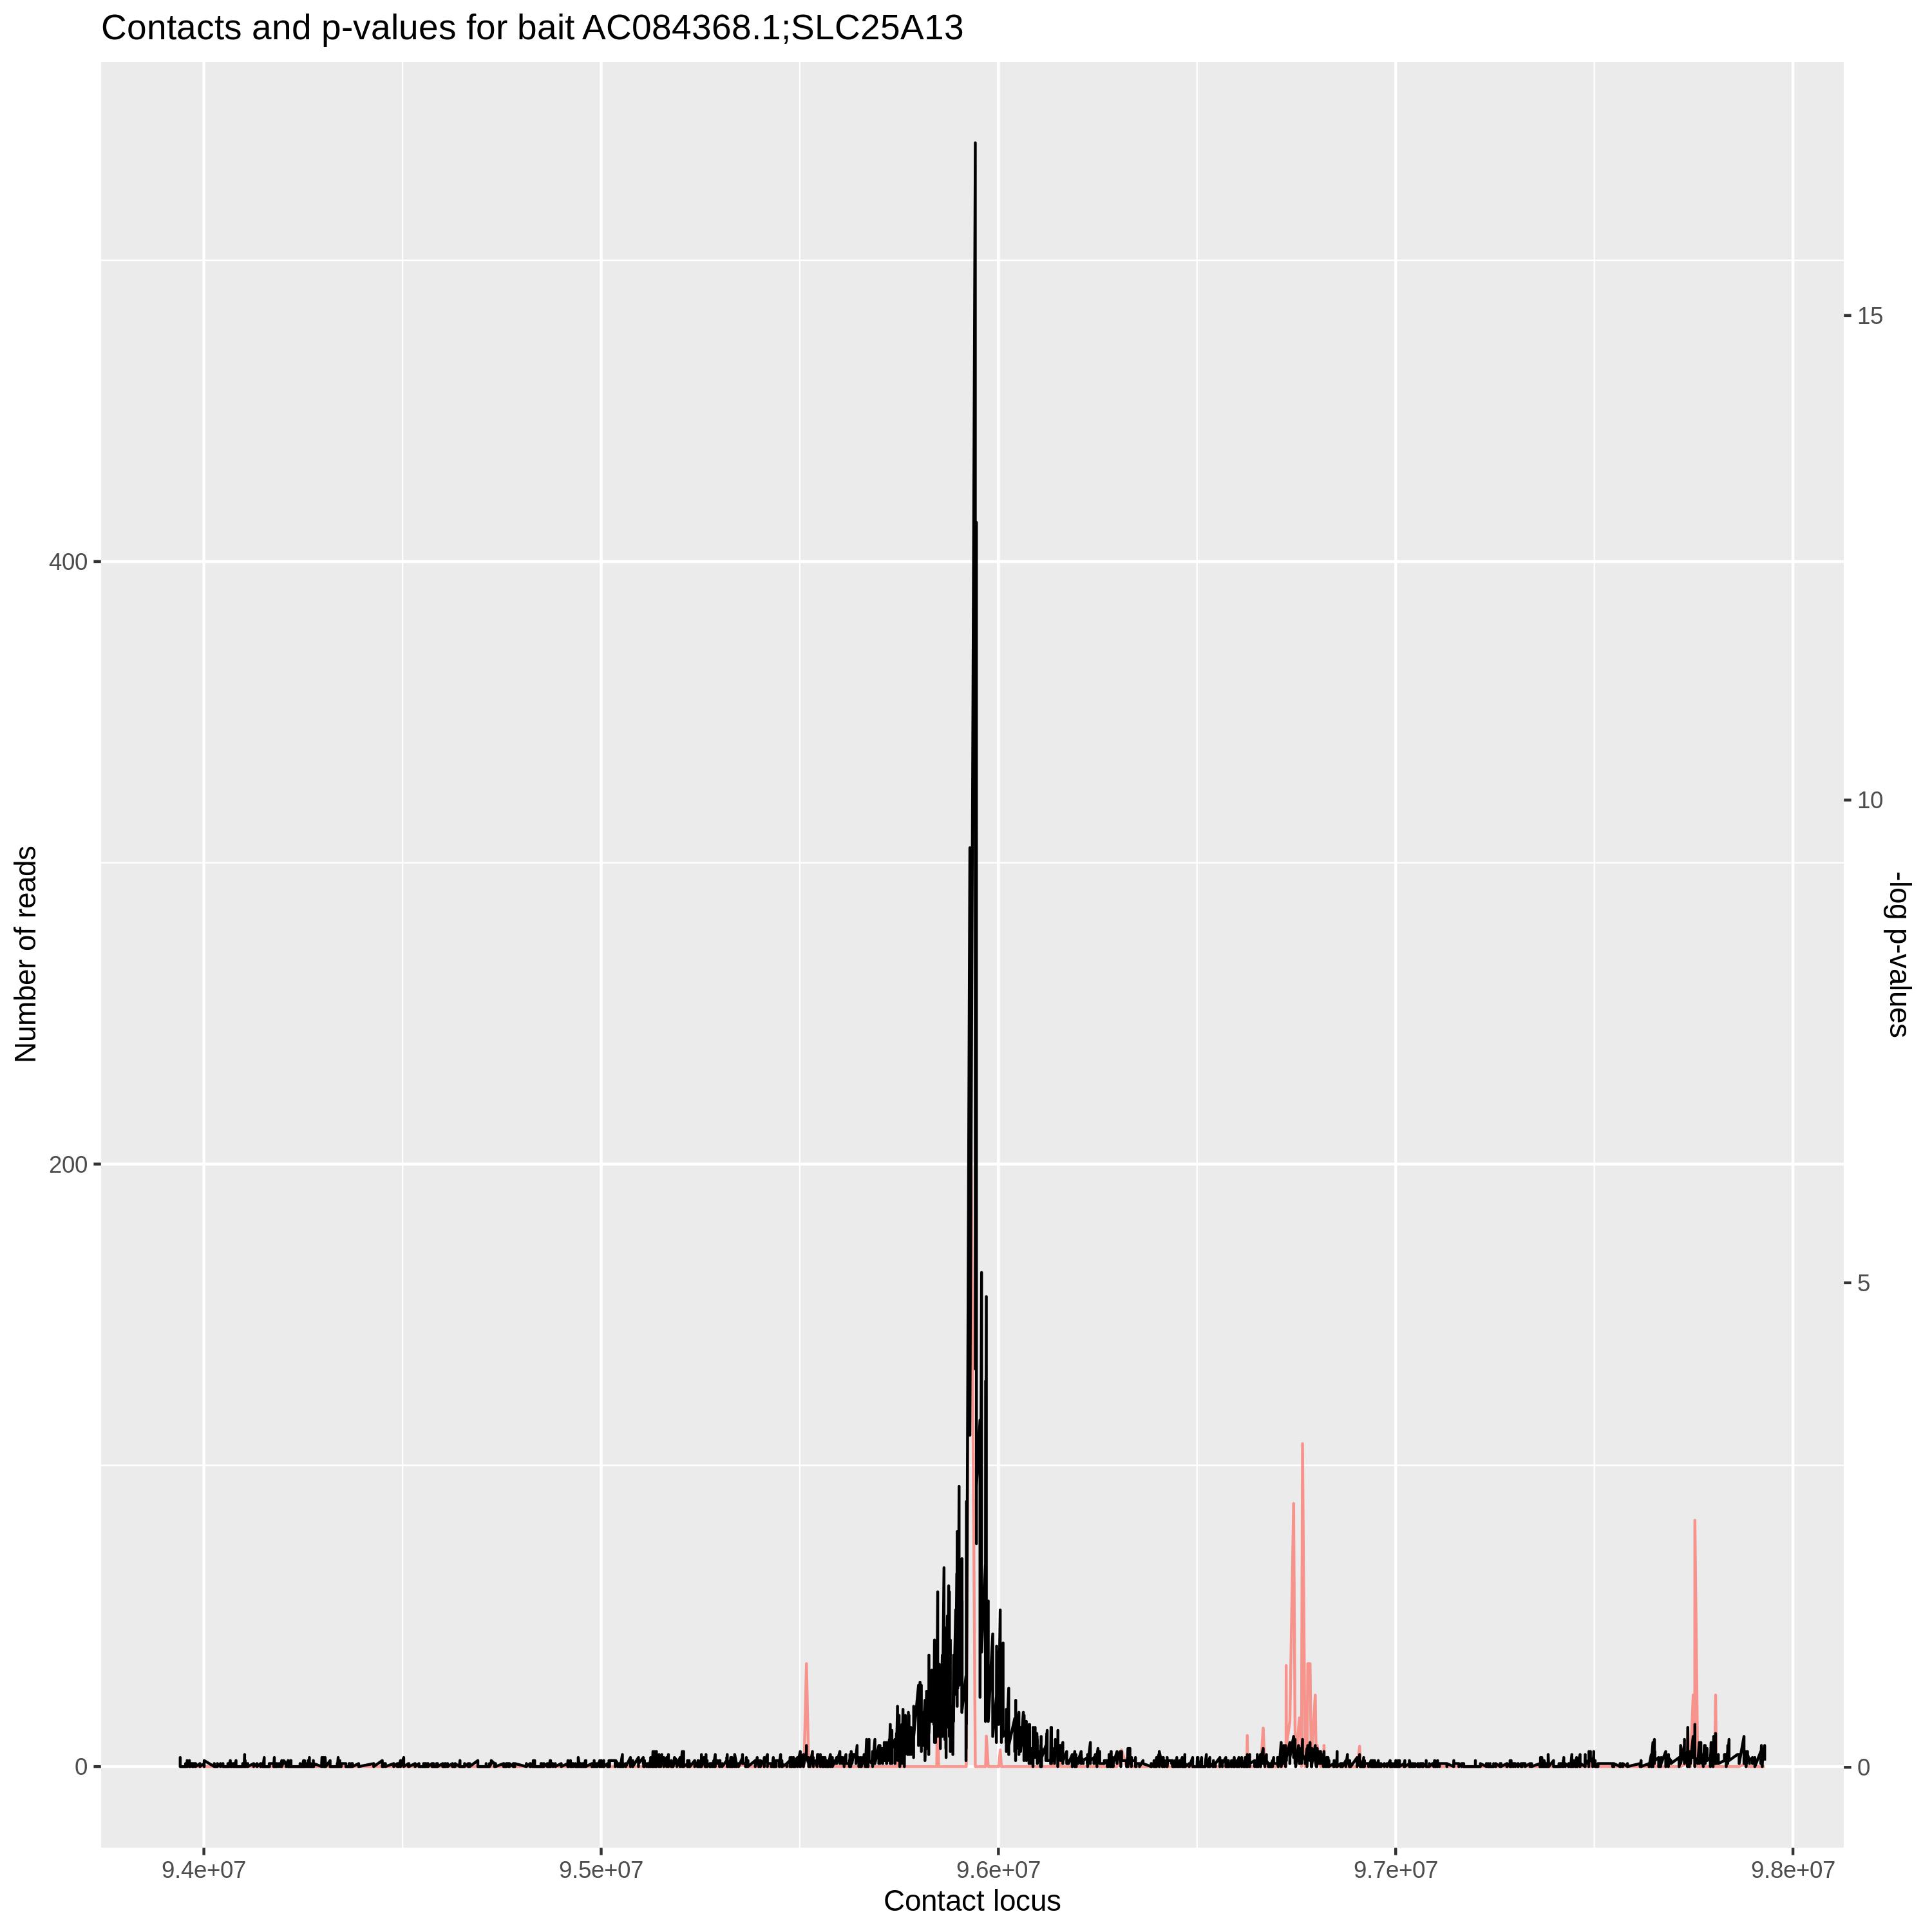 Contacts and p-values for bait AC084368.1;SLC25A13
Number of reads
400
200
0
15
10
5
0
-log p-values
9.4e+07 9.5e+07 9.6e+07 9.7e+07 9.8e+07
Contact locus